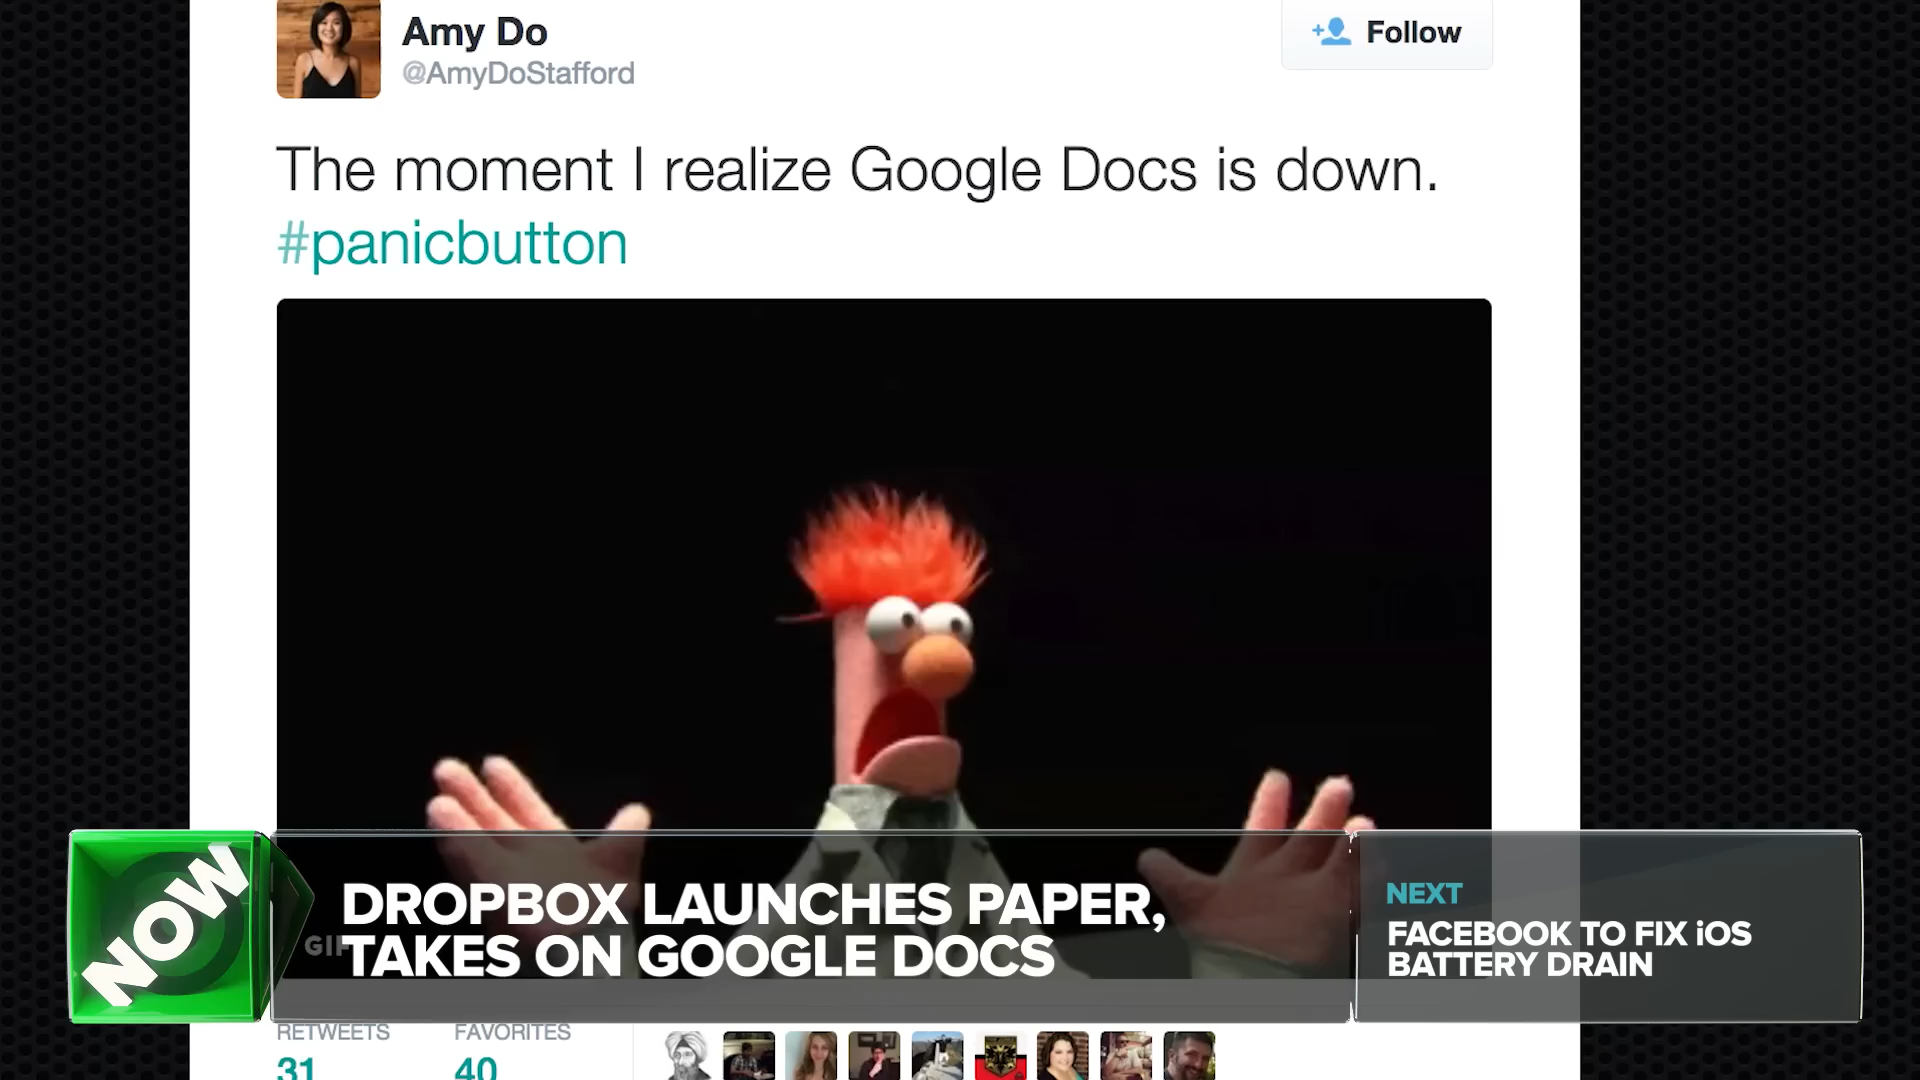 Amy Do
@AmyDoStafford
Follow
The moment I realize Google Docs is down.
#panicbutton
NOW
DROPBOX LAUNCHES PAPER,
TAKES ON GOOGLE DOCS
GIF
NEXT
FACEBOOK TO FIX iOS
BATTERY DRAIN
RETWEETS
31
FAVORITES
40